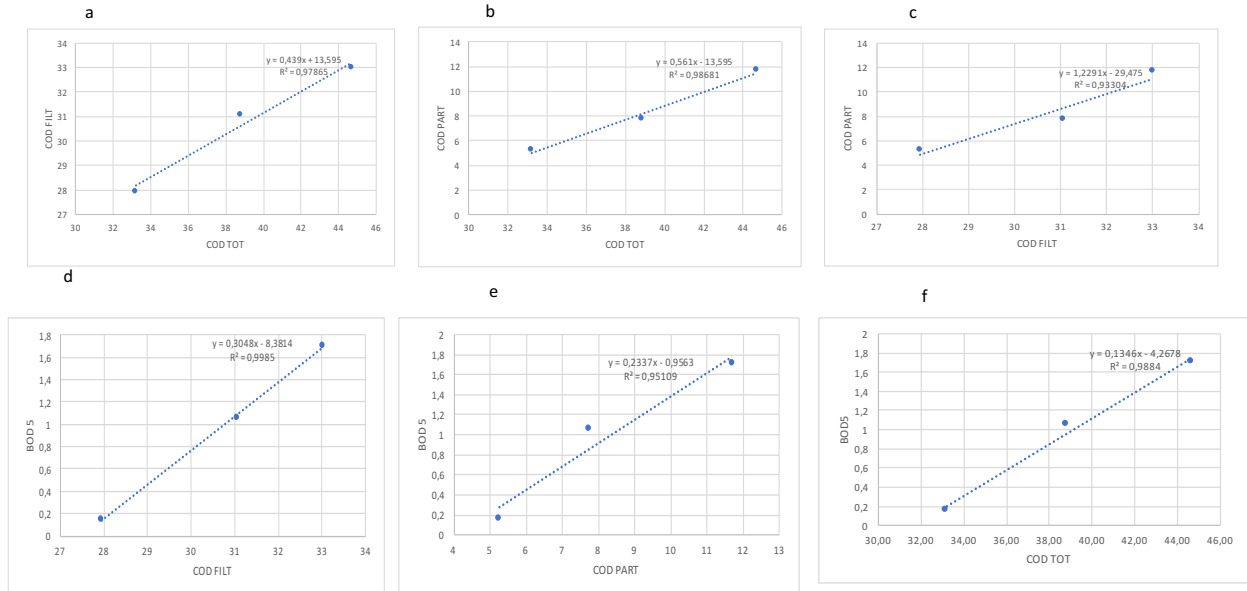 a
34
33
32
31
30
29
28
27
COD FILT
y = 0,439x + 13,595
R² = 0,97865
30 32 34 36 38 40 42 44 46
COD TOT
b
14
12
10
8
6
4
2
0
COD PART
y = 0,561x - 13,595
R² = 0,98681
30 32 34 36 38 40 42 44 46
COD TOT
c
14
12
10
8
6
4
2
0
COD PART
y = 1,2291x - 29,475
R² = 0,93304
27 28 29 30 31 32 33 34
COD FILT
d
1,8
1,6
1,4
1,2
1
0,8
0,6
0,4
0,2
0
BOD 5
y = 0,3048x - 8,3814
R² = 0,9985
27 28 29 30 31 32 33 34
COD FILT
e
2
1,8
1,6
1,4
1,2
1
0,8
0,6
0,4
0,2
0
BOD 5
y = 0,2337x - 0,9563
R² = 0,95109
4 5 6 7 8 9 10 11 12 13
COD PART
f
2
1,8
1,6
1,4
1,2
1
0,8
0,6
0,4
0,2
0
BOD5
y = 0,1346x - 4,2678
R² = 0,9884
30,00 32,00 34,00 36,00 38,00 40,00 42,00 44,00 46,00
COD TOT